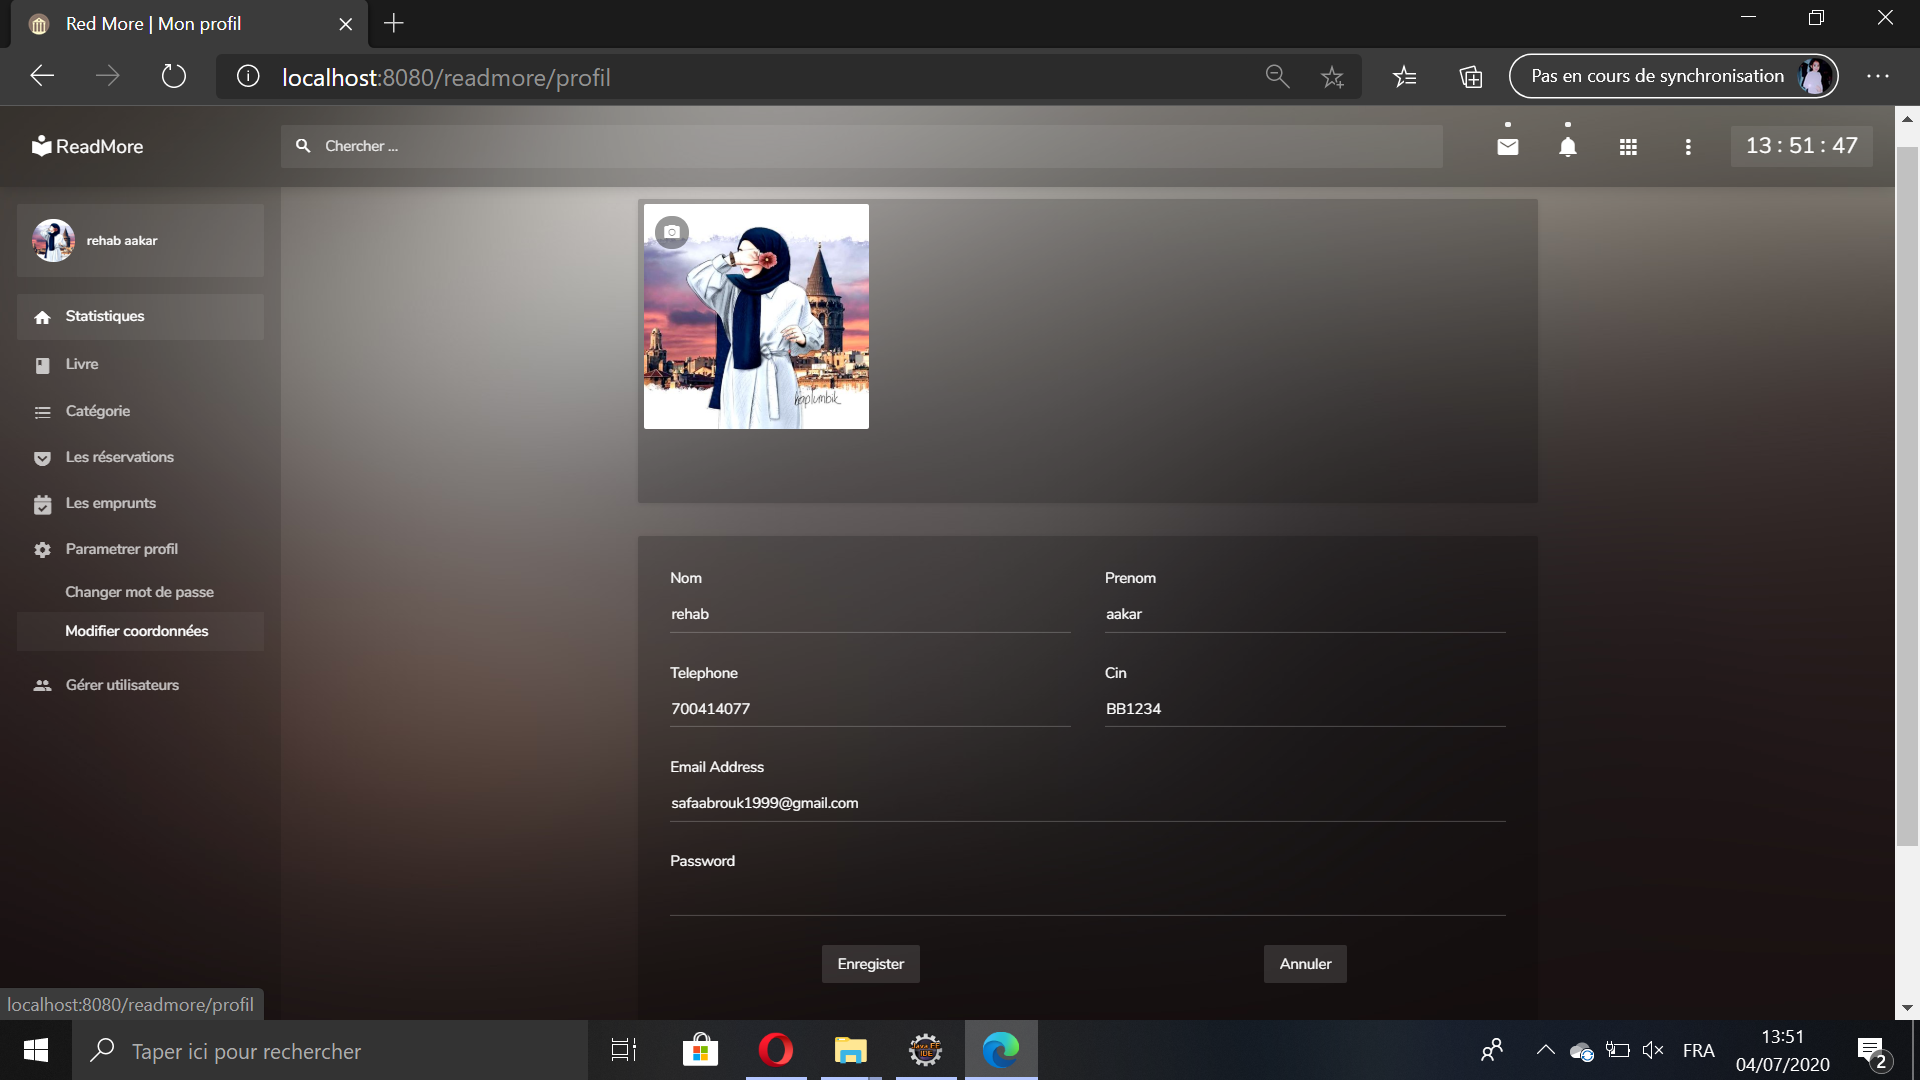 Red More | Mon profil
localhost:8080/readmore/profil
Pas en cours de synchronisation
ReadMore
Chercher ...
13 : 51 : 47
rehab aakar
Statistiques
Livre
Catégorie
Les réservations
Les emprunts
Parametrer profil
Changer mot de passe
Modifier coordonnées
Gérer utilisateurs
Nom
Prenom
rehab
aakar
Telephone
Cin
700414077
BB1234
Email Address
safaabrouk1999@gmail.com
Password
Enregister
Annuler
localhost:8080/readmore/profil
Taper ici pour rechercher
Java EE
IDE
FRA
13:51
04/07/2020
2